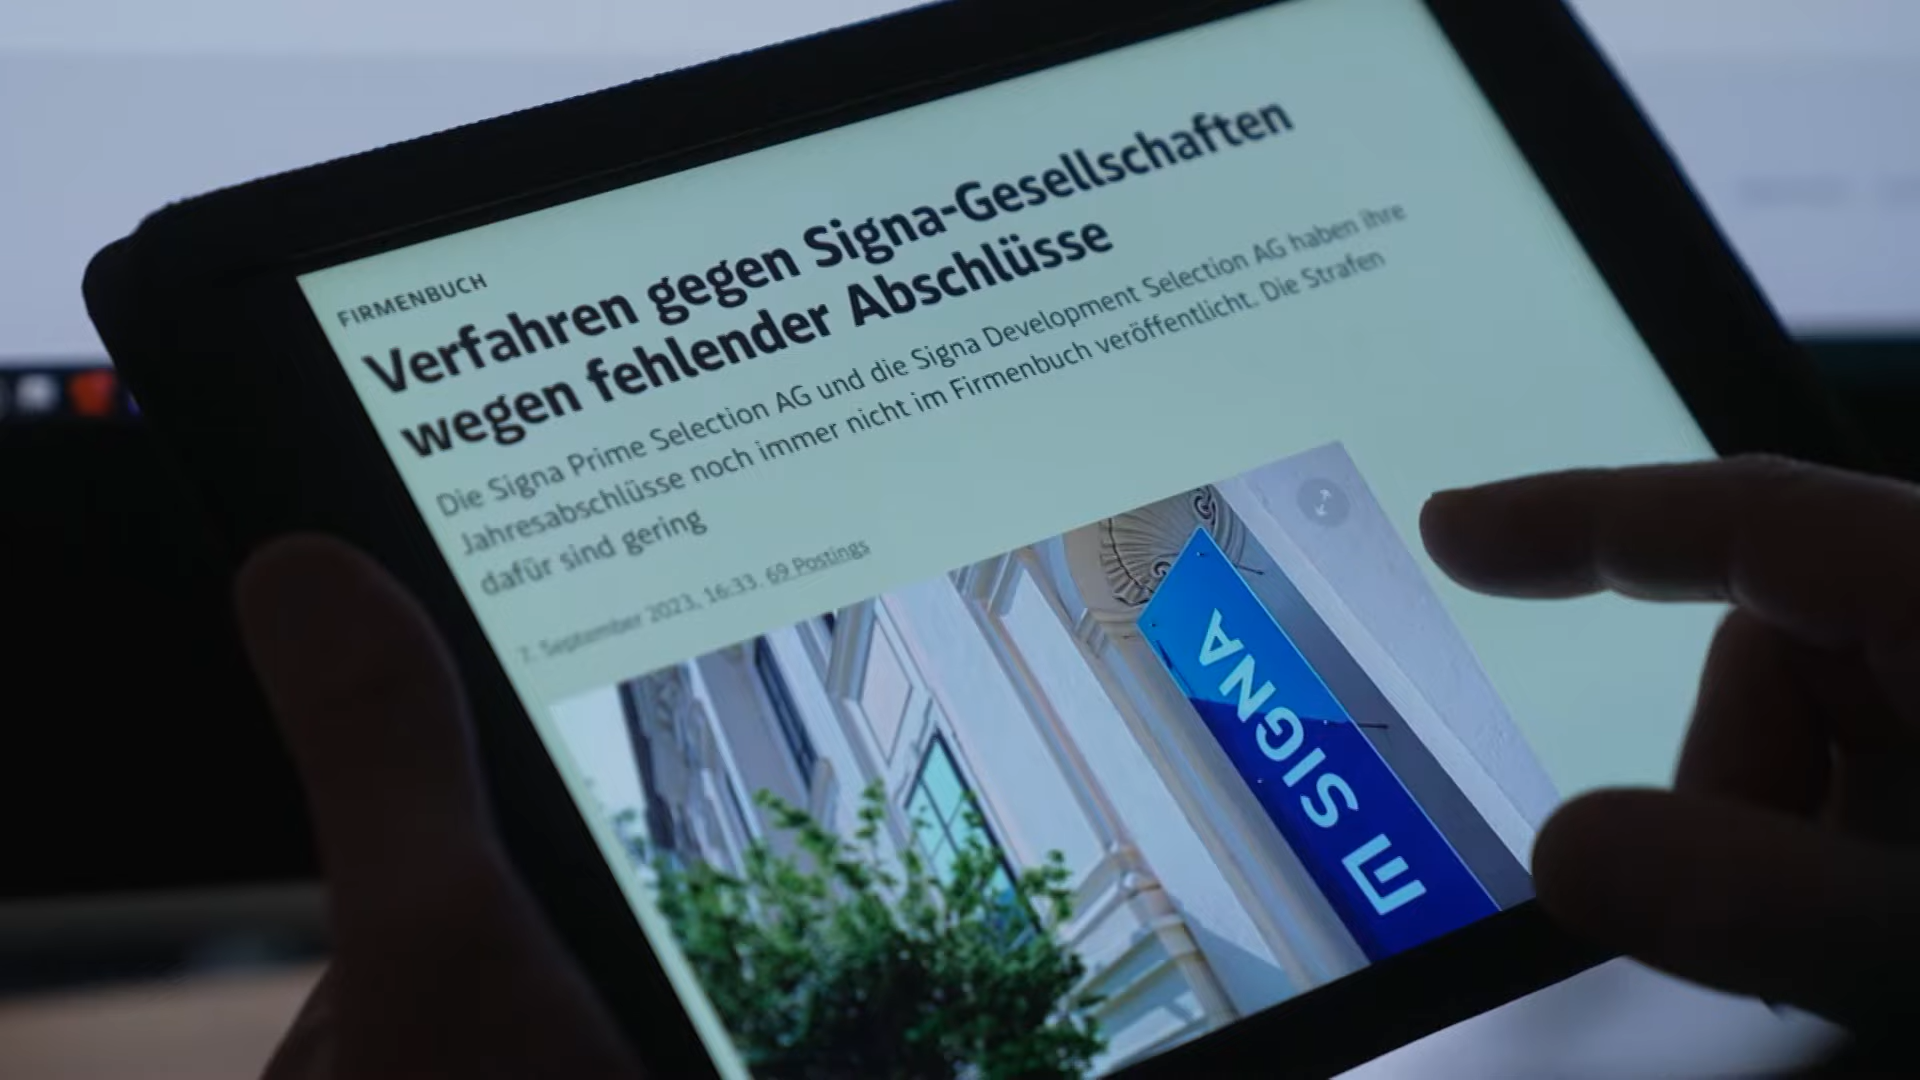 FIRMENBUCH
Verfahren gegen Signa-Gesellschaften
wegen fehlender Abschlüsse
Die Signa Prime Selection AG und die Signa Development Selection AG haben ihre
Jahresabschlüsse noch immer nicht im Firmenbuch veröffentlicht. Die Strafen
dafür sind gering
7. September 2023, 16:33, 69 Postings
SIGNA